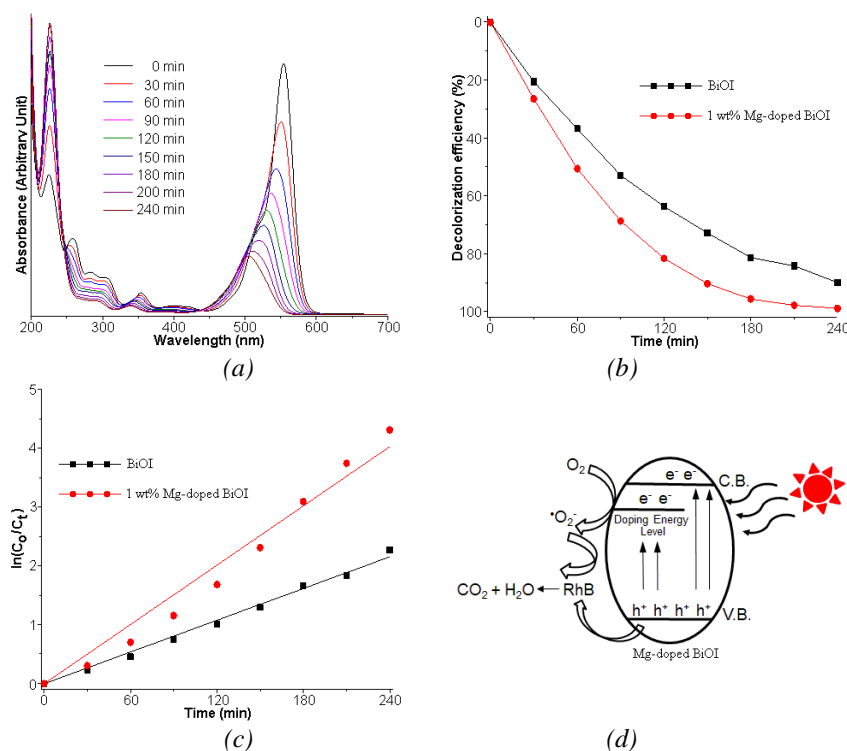 Absorbance (Arbitrary Unit)
0 min
30 min
60 min
90 min
120 min
150 min
180 min
200 min
240 min
200 300 400 500 600 700
Wavelength (nm)
(a)
Decolorization efficiency (%)
0
20
40
60
80
100
BiOI
1 wt% Mg-doped BiOI
0 60 120 180 240
Time (min)
(b)
ln(C₀/Cₜ)
5
4
3
2
1
0
BiOI
1 wt% Mg-doped BiOI
0 60 120 180 240
Time (min)
(c)
O₂
•O₂⁻
CO₂ + H₂O
RhB
e⁻ e⁻
C.B.
e⁻ e⁻
Doping Energy
Level
h⁺ h⁺ h⁺ h⁺
V.B.
Mg-doped BiOI
(d)